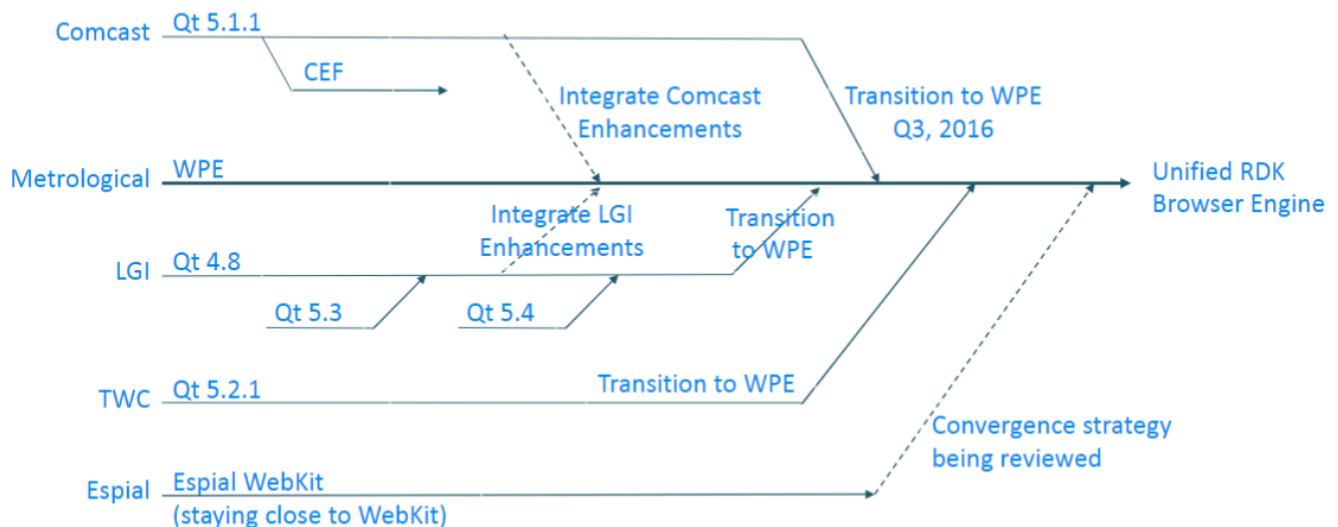 Comcast
Qt 5.1.1
CEF
Integrate Comcast
Enhancements
Transition to WPE
Q3, 2016
Metrological
WPE
Unified RDK
Browser Engine
Integrate LGI
Enhancements
Transition
to WPE
LGI
Qt 4.8
Qt 5.3
Qt 5.4
TWC
Qt 5.2.1
Transition to WPE
Convergence strategy
being reviewed
Espial
Espial WebKit
(staying close to WebKit)